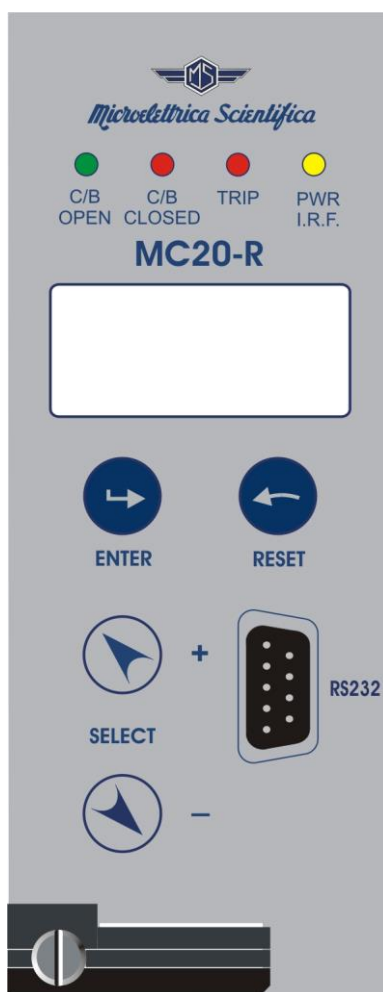 MS
Microelettrica Scientifica
C/B OPEN
C/B CLOSED
TRIP
PWR I.R.F.
MC20-R
ENTER
RESET
+
RS232
SELECT
–